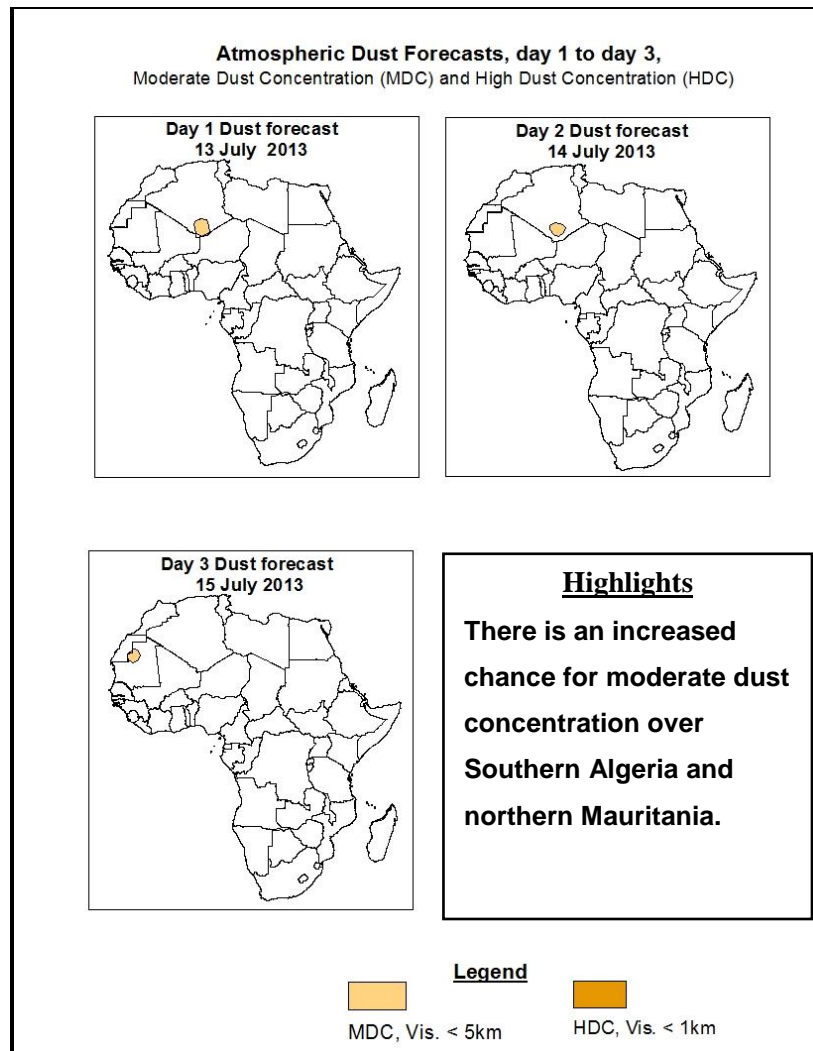 Atmospheric Dust Forecasts, day 1 to day 3,
Moderate Dust Concentration (MDC) and High Dust Concentration (HDC)
Day 1 Dust forecast
13 July 2013
Day 2 Dust forecast
14 July 2013
Day 3 Dust forecast
15 July 2013
Highlights
There is an increased
chance for moderate dust
concentration over
Southern Algeria and
northern Mauritania.
Legend
MDC, Vis. < 5km
HDC, Vis. < 1km